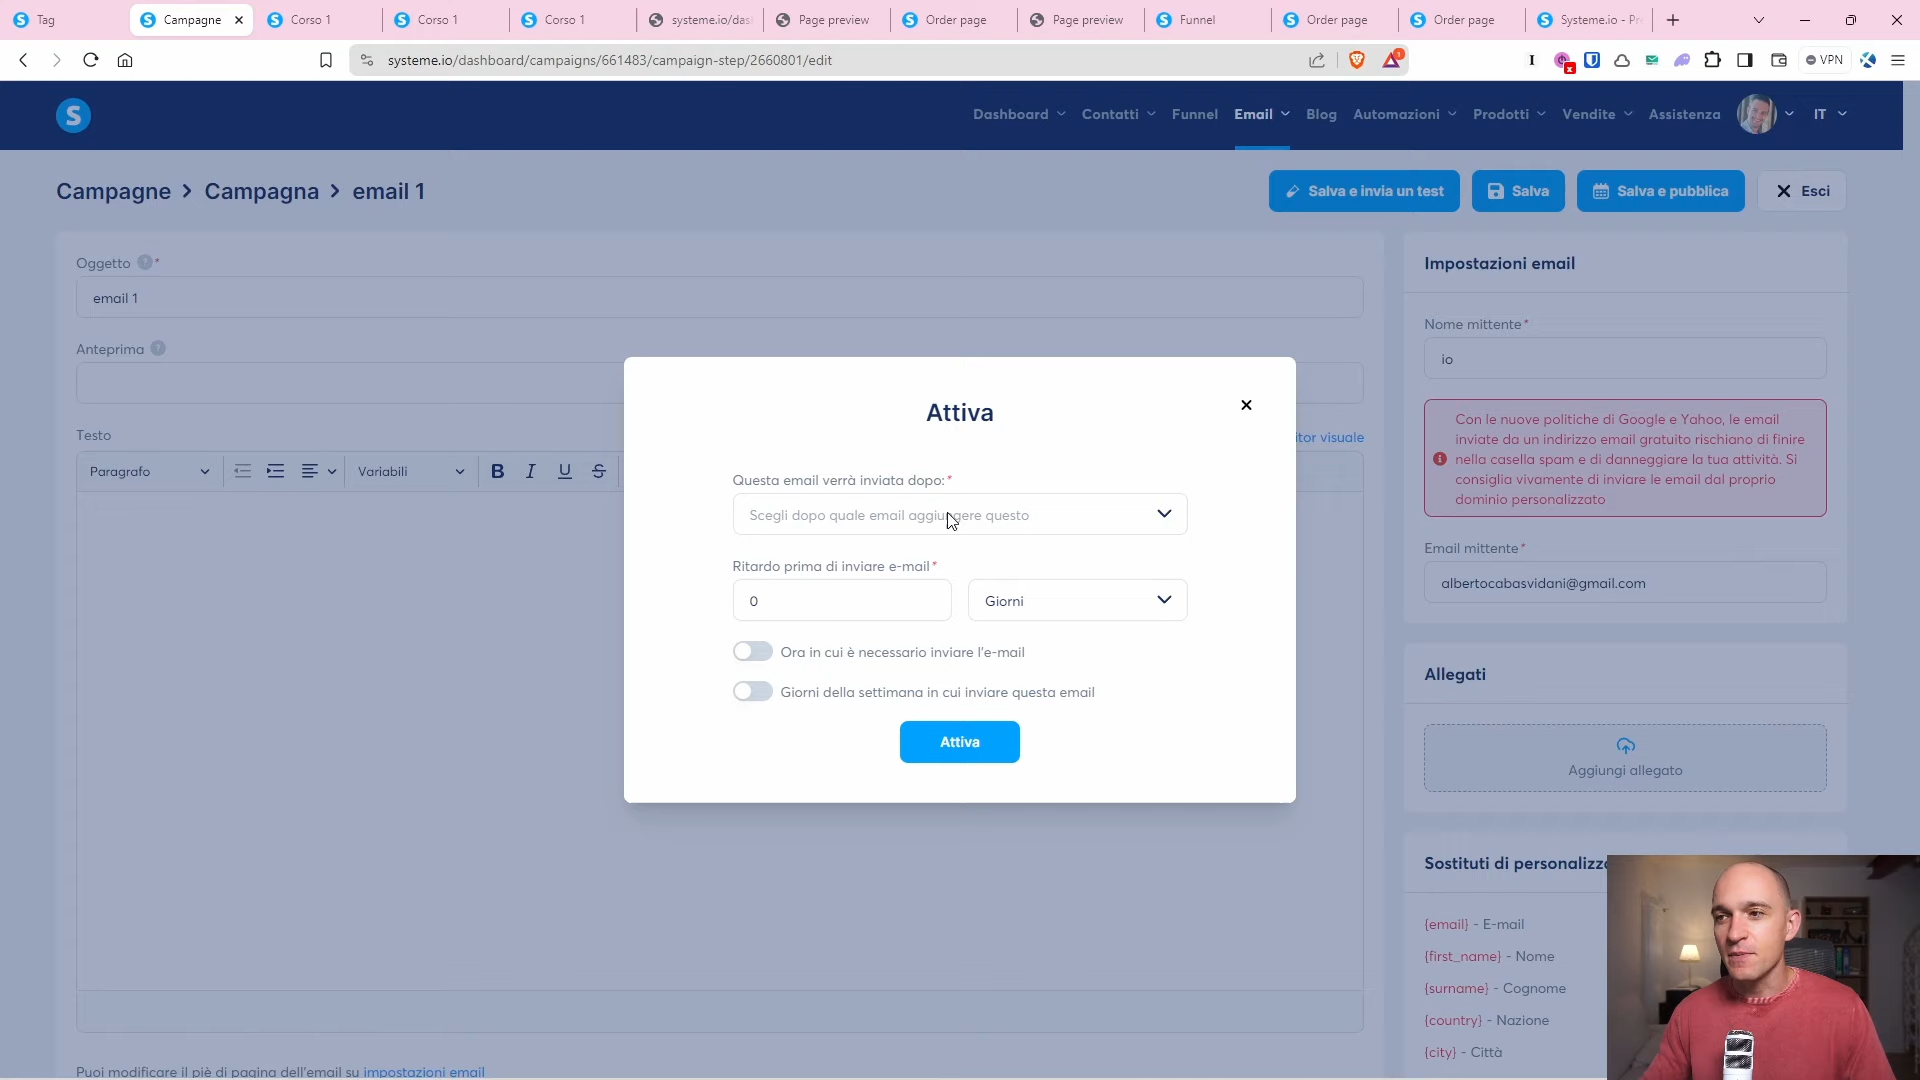 Tag
Campagne
Corso 1
Corso 1
Corso 1
systeme.io/das
Page preview
Order page
Page preview
Funnel
Order page
Order page
Systeme.io - Pr
systeme.io/dashboard/campaigns/661483/campaign-step/2660801/edit
1
VPN
S
Dashboard
Contatti
Funnel
Email
Blog
Automazioni
Prodotti
Vendite
Assistenza
IT
Campagne > Campagna > email 1
Salva e invia un test
Salva
Salva e pubblica
Esci
Oggetto ? *
email 1
Anteprima ?
Testo
itor visuale
Paragrafo
Variabili
B I U S
Attiva
Questa email verrà inviata dopo: *
Scegli dopo quale email aggiungere questo
Ritardo prima di inviare e-mail *
0
Giorni
Ora in cui è necessario inviare l'e-mail
Giorni della settimana in cui inviare questa email
Attiva
Impostazioni email
Nome mittente *
io
Con le nuove politiche di Google e Yahoo, le email
inviate da un indirizzo email gratuito rischiano di finire
nella casella spam e di danneggiare la tua attività. Si
consiglia vivamente di inviare le email dal proprio
dominio personalizzato
Email mittente *
albertocabasvidani@gmail.com
Allegati
Aggiungi allegato
Sostituti di personalizzo
{email} - E-mail
{first_name} - Nome
{surname} - Cognome
{country} - Nazione
{city} - Città
Puoi modificare il piè di pagina dell'email su impostazioni email